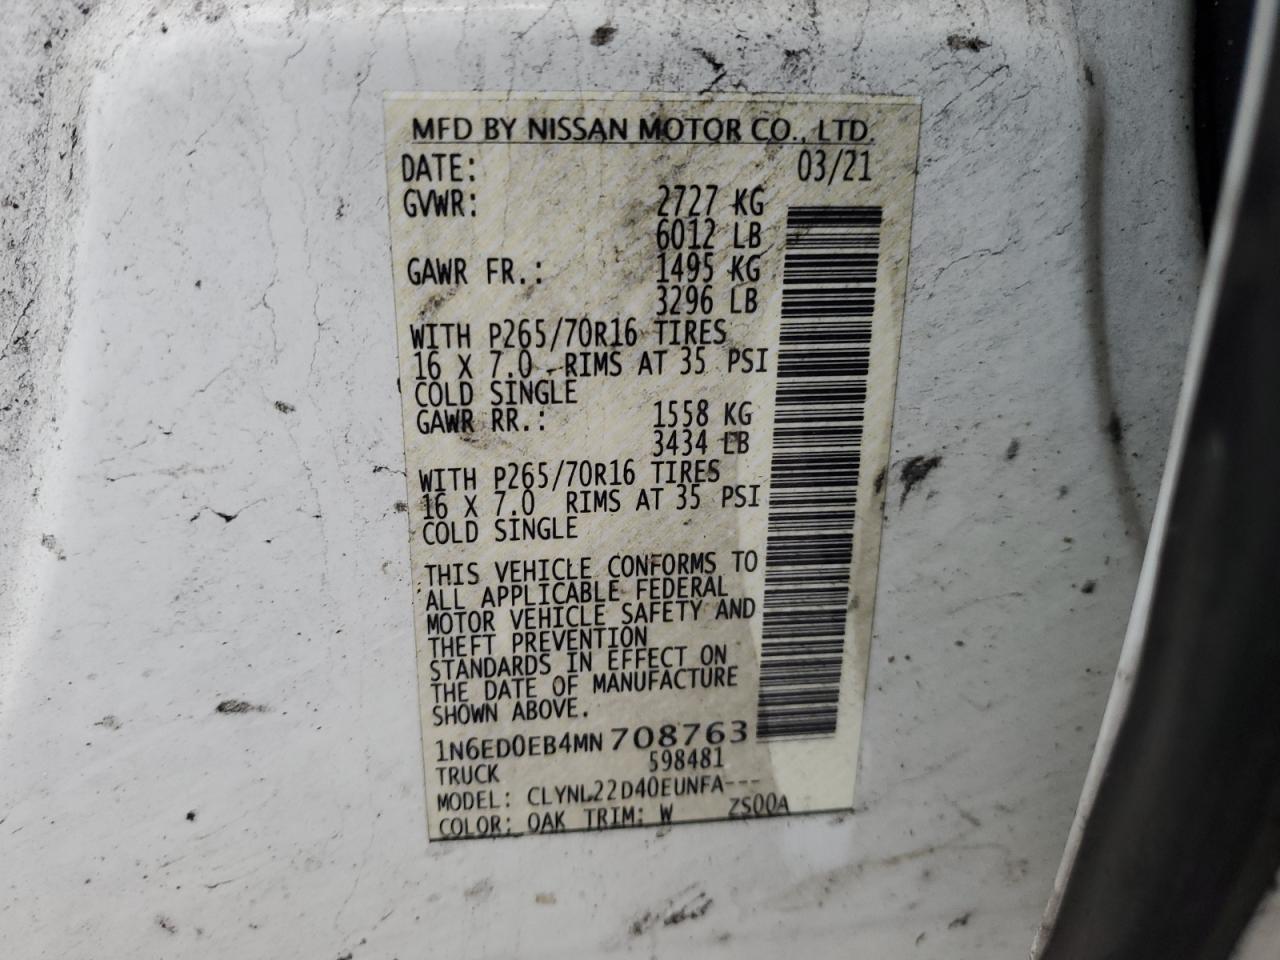 MFD BY NISSAN MOTOR CO., LTD.
DATE: 03/21
GVWR: 2727 KG
6012 LB
GAWR FR.: 1495 KG
3296 LB
WITH P265/70R16 TIRES
16 X 7.0 RIMS AT 35 PSI
COLD SINGLE
GAWR RR.: 1558 KG
3434 LB
WITH P265/70R16 TIRES
16 X 7.0 RIMS AT 35 PSI
COLD SINGLE
THIS VEHICLE CONFORMS TO
ALL APPLICABLE FEDERAL
MOTOR VEHICLE SAFETY AND
THEFT PREVENTION
STANDARDS IN EFFECT ON
THE DATE OF MANUFACTURE
SHOWN ABOVE.
1N6ED0EB4MN708763
TRUCK 598481
MODEL: CLYNL22D40EUNFA---
COLOR: QAK TRIM: W ZS00A